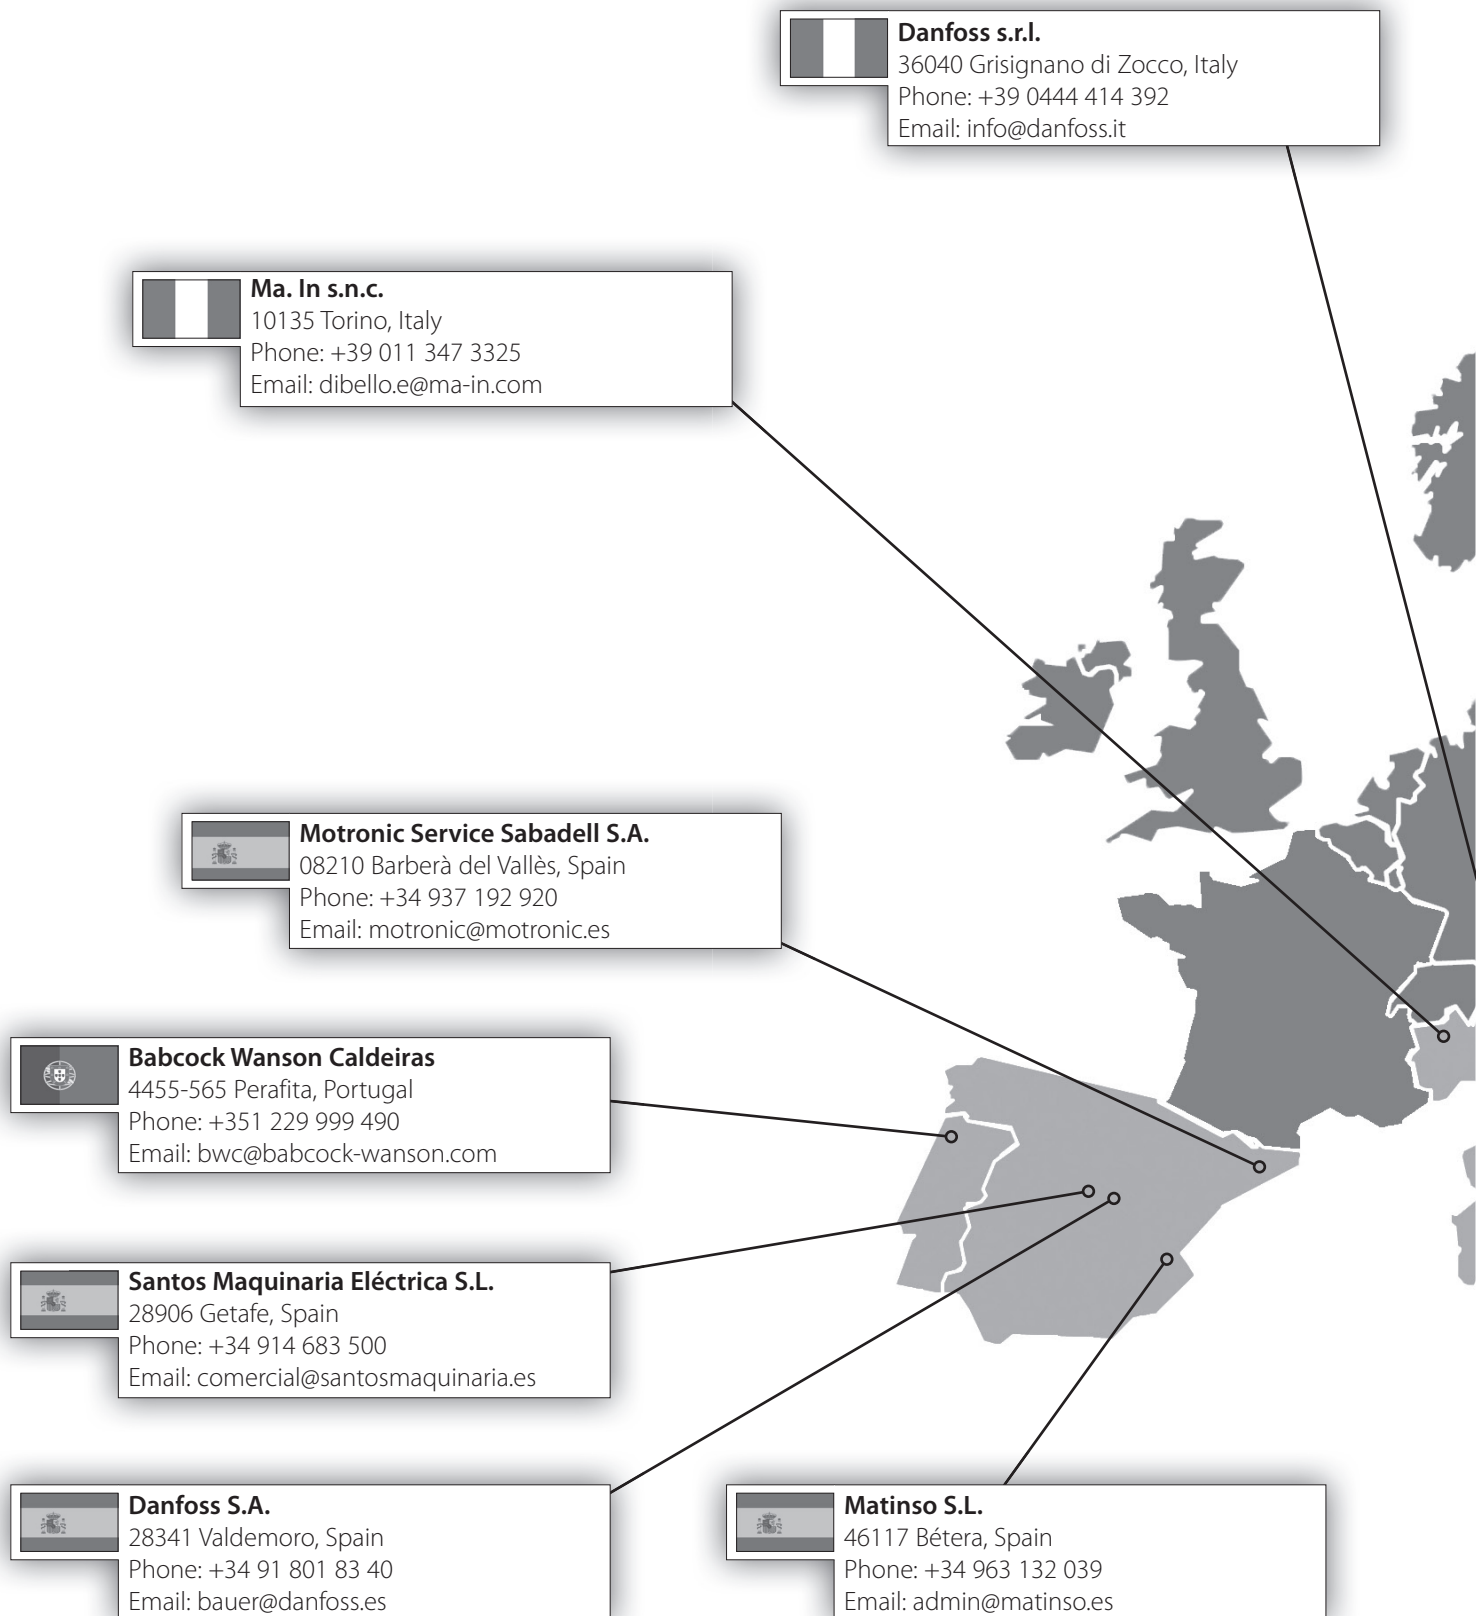 Danfoss s.r.l.
36040 Grisignano di Zocco, Italy
Phone: +39 0444 414 392
Email: info@danfoss.it
Ma. In s.n.c.
10135 Torino, Italy
Phone: +39 011 347 3325
Email: dibello.e@ma-in.com
Motronic Service Sabadell S.A.
08210 Barberà del Vallès, Spain
Phone: +34 937 192 920
Email: motronic@motronic.es
Babcock Wanson Caldeiras
4455-565 Perafita, Portugal
Phone: +351 229 999 490
Email: bwc@babcock-wanson.com
Santos Maquinaria Eléctrica S.L.
28906 Getafe, Spain
Phone: +34 914 683 500
Email: comercial@santosmaquinaria.es
Danfoss S.A.
28341 Valdemoro, Spain
Phone: +34 91 801 83 40
Email: bauer@danfoss.es
Matinso S.L.
46117 Bétera, Spain
Phone: +34 963 132 039
Email: admin@matinso.es